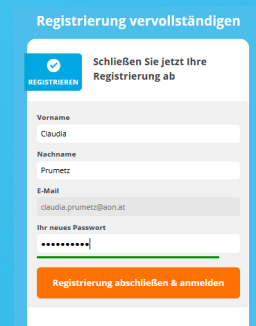 Registrierung vervollständigen
REGISTRIEREN
Schließen Sie jetzt Ihre
Registrierung ab
Vorname
Claudia
Nachname
Prumetz
E-Mail
claudia.prumetz@aon.at
Ihr neues Passwort
••••••••••
Registrierung abschließen & anmelden